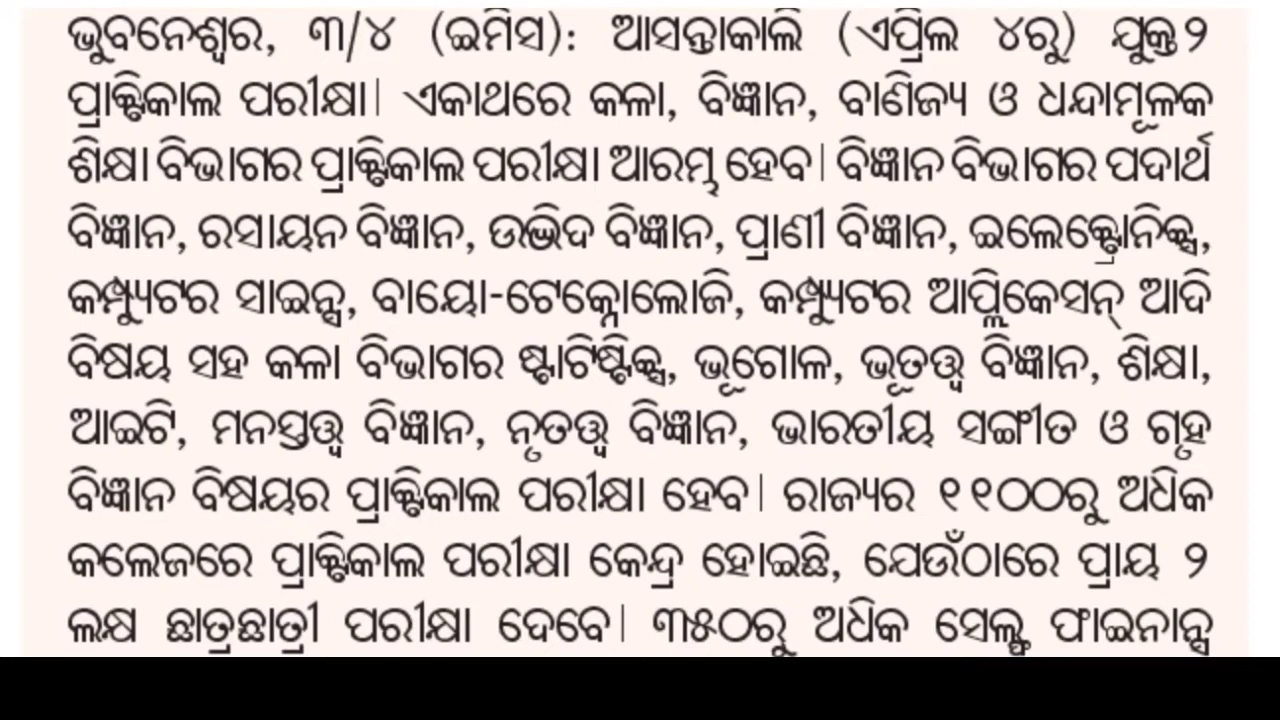 ଭୁବନେଶ୍ୱର, ୩/୪ (ଇମିସ): ଆସନ୍ତାକାଲି (ଏପ୍ରିଲ ୪ରୁ) ଯୁକ୍ତ୨
ପ୍ରାକ୍ଟିକାଲ ପରୀକ୍ଷା। ଏକାଥରେ କଳା, ବିଜ୍ଞାନ, ବାଣିଜ୍ୟ ଓ ଧନ୍ଦାମୂଳକ
ଶିକ୍ଷା ବିଭାଗର ପ୍ରାକ୍ଟିକାଲ ପରୀକ୍ଷା ଆରମ୍ଭ ହେବ। ବିଜ୍ଞାନ ବିଭାଗର ପଦାର୍ଥ
ବିଜ୍ଞାନ, ରସାୟନ ବିଜ୍ଞାନ, ଉଦ୍ଭିଦ ବିଜ୍ଞାନ, ପ୍ରାଣୀ ବିଜ୍ଞାନ, ଇଲେକ୍ଟ୍ରୋନିକ୍ସ,
କମ୍ପ୍ୟୁଟର ସାଇନ୍ସ, ବାୟୋ-ଟେକ୍ନୋଲୋଜି, କମ୍ପ୍ୟୁଟର ଆପ୍ଲିକେସନ୍ ଆଦି
ବିଷୟ ସହ କଳା ବିଭାଗର ଷ୍ଟାଟିଷ୍ଟିକ୍ସ, ଭୂଗୋଳ, ଭୂତତ୍ତ୍ୱ ବିଜ୍ଞାନ, ଶିକ୍ଷା,
ଆଇଟି, ମନସ୍ତତ୍ତ୍ୱ ବିଜ୍ଞାନ, ନୃତତ୍ତ୍ୱ ବିଜ୍ଞାନ, ଭାରତୀୟ ସଙ୍ଗୀତ ଓ ଗୃହ
ବିଜ୍ଞାନ ବିଷୟର ପ୍ରାକ୍ଟିକାଲ ପରୀକ୍ଷା ହେବ। ରାଜ୍ୟର ୧୧୦୦ରୁ ଅଧିକ
କଲେଜରେ ପ୍ରାକ୍ଟିକାଲ ପରୀକ୍ଷା କେନ୍ଦ୍ର ହୋଇଛି, ଯେଉଁଠାରେ ପ୍ରାୟ ୨
ଲକ୍ଷ ଛାତ୍ରଛାତ୍ରୀ ପରୀକ୍ଷା ଦେବେ। ୩୫୦ରୁ ଅଧିକ ସେଲ୍ଫ ଫାଇନାନ୍ସ